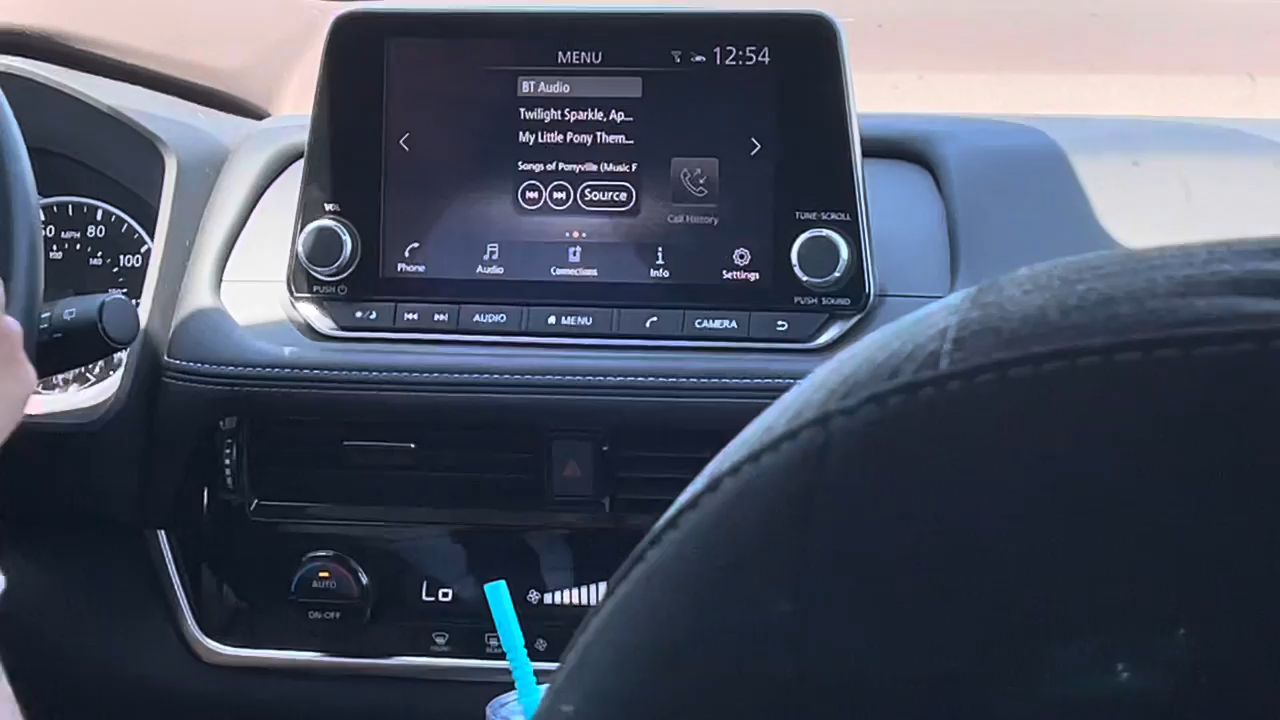 MENU
12:54
BT Audio
Twilight Sparkle, Ap...
My Little Pony Them...
Songs of Ponyville (Music F
Source
Call History
Phone
Audio
Connections
Info
Settings
VOL
PUSH
TUNE·SCROLL
PUSH SOUND
AUDIO
MENU
CAMERA
MPH 80
100
140
AUTO
ON·OFF
Lo